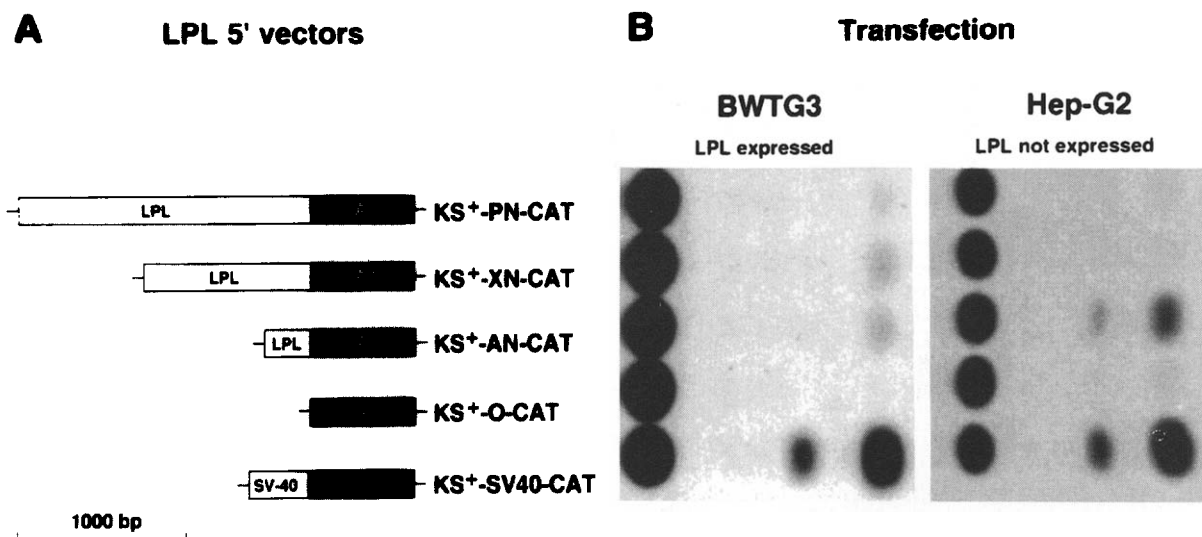 A
LPL 5' vectors
LPL
KS+-PN-CAT
LPL
KS+-XN-CAT
LPL
KS+-AN-CAT
KS+-O-CAT
SV-40
KS+-SV40-CAT
1000 bp
B
Transfection
BWTG3
LPL expressed
Hep-G2
LPL not expressed